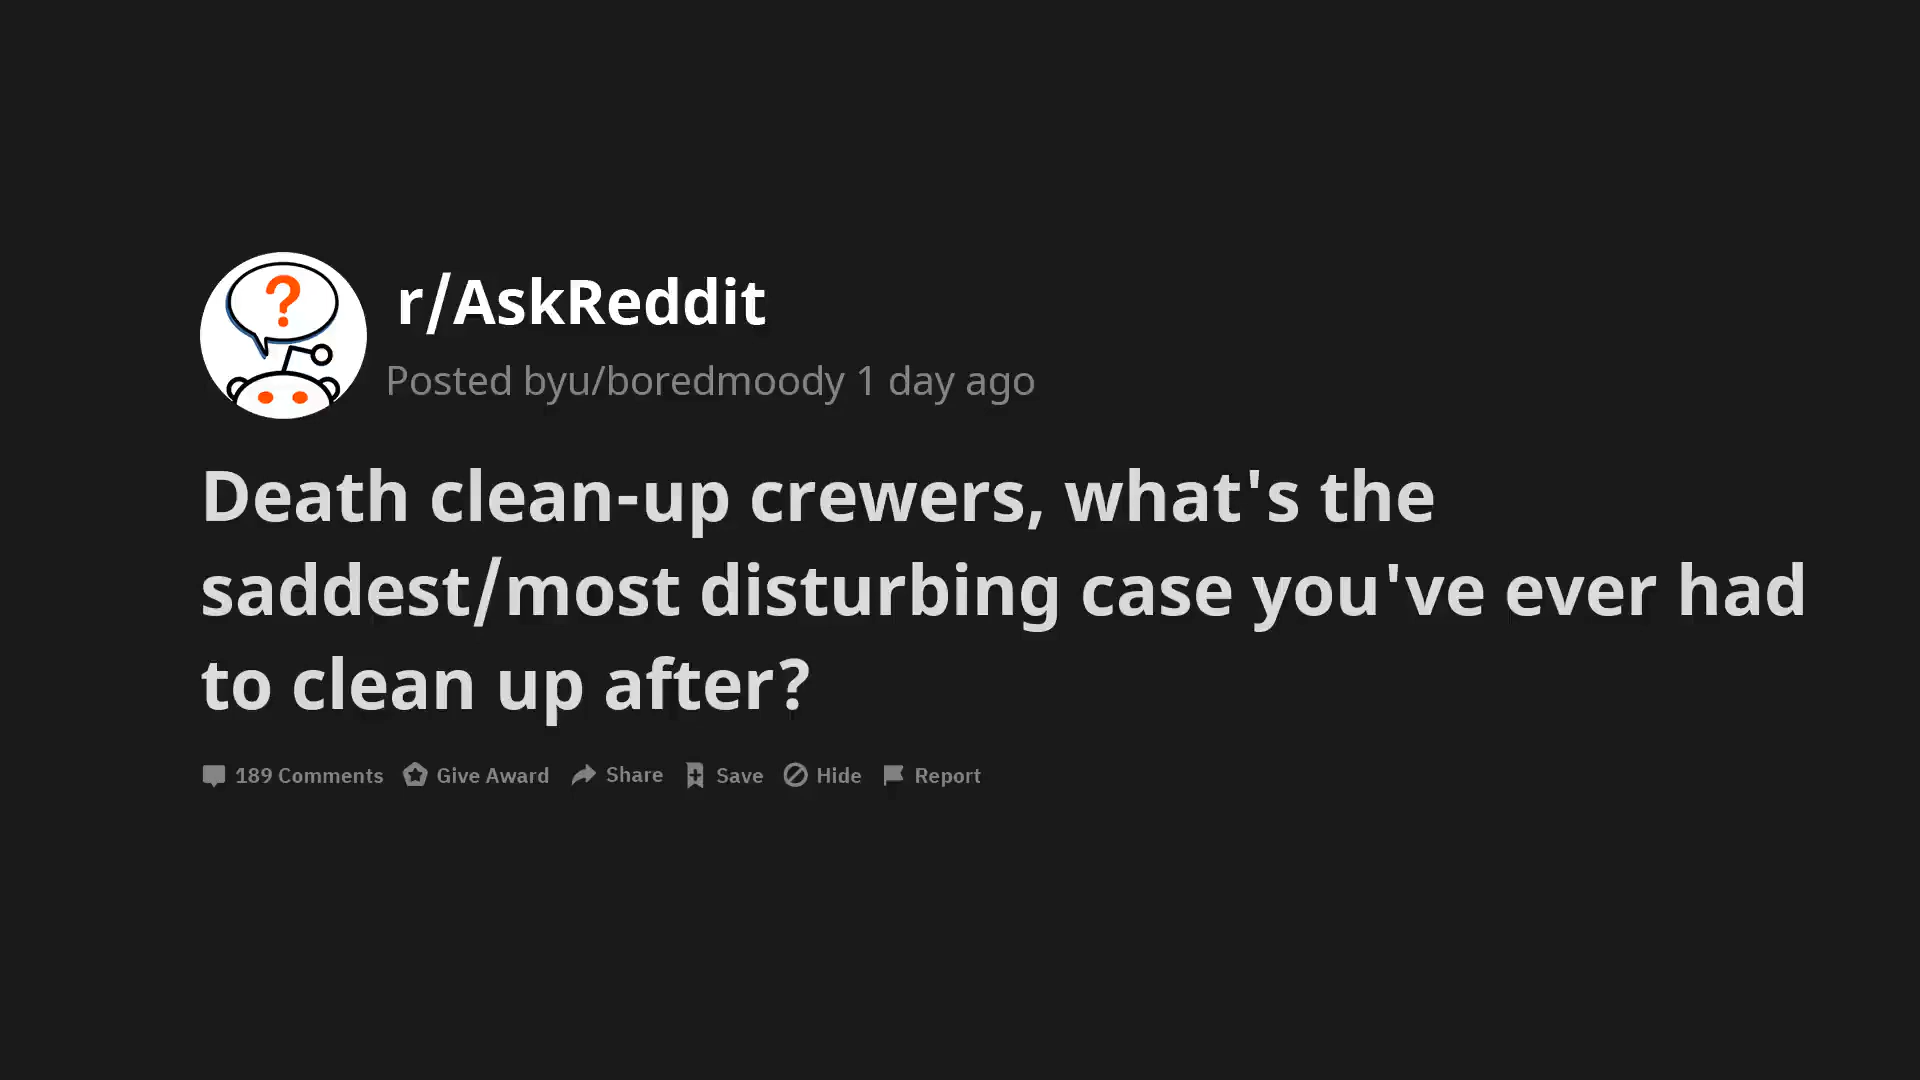 ?
r/AskReddit
Posted byu/boredmoody 1 day ago
Death clean-up crewers, what's the
saddest/most disturbing case you've ever had
to clean up after?
189 Comments Give Award Share Save Hide Report